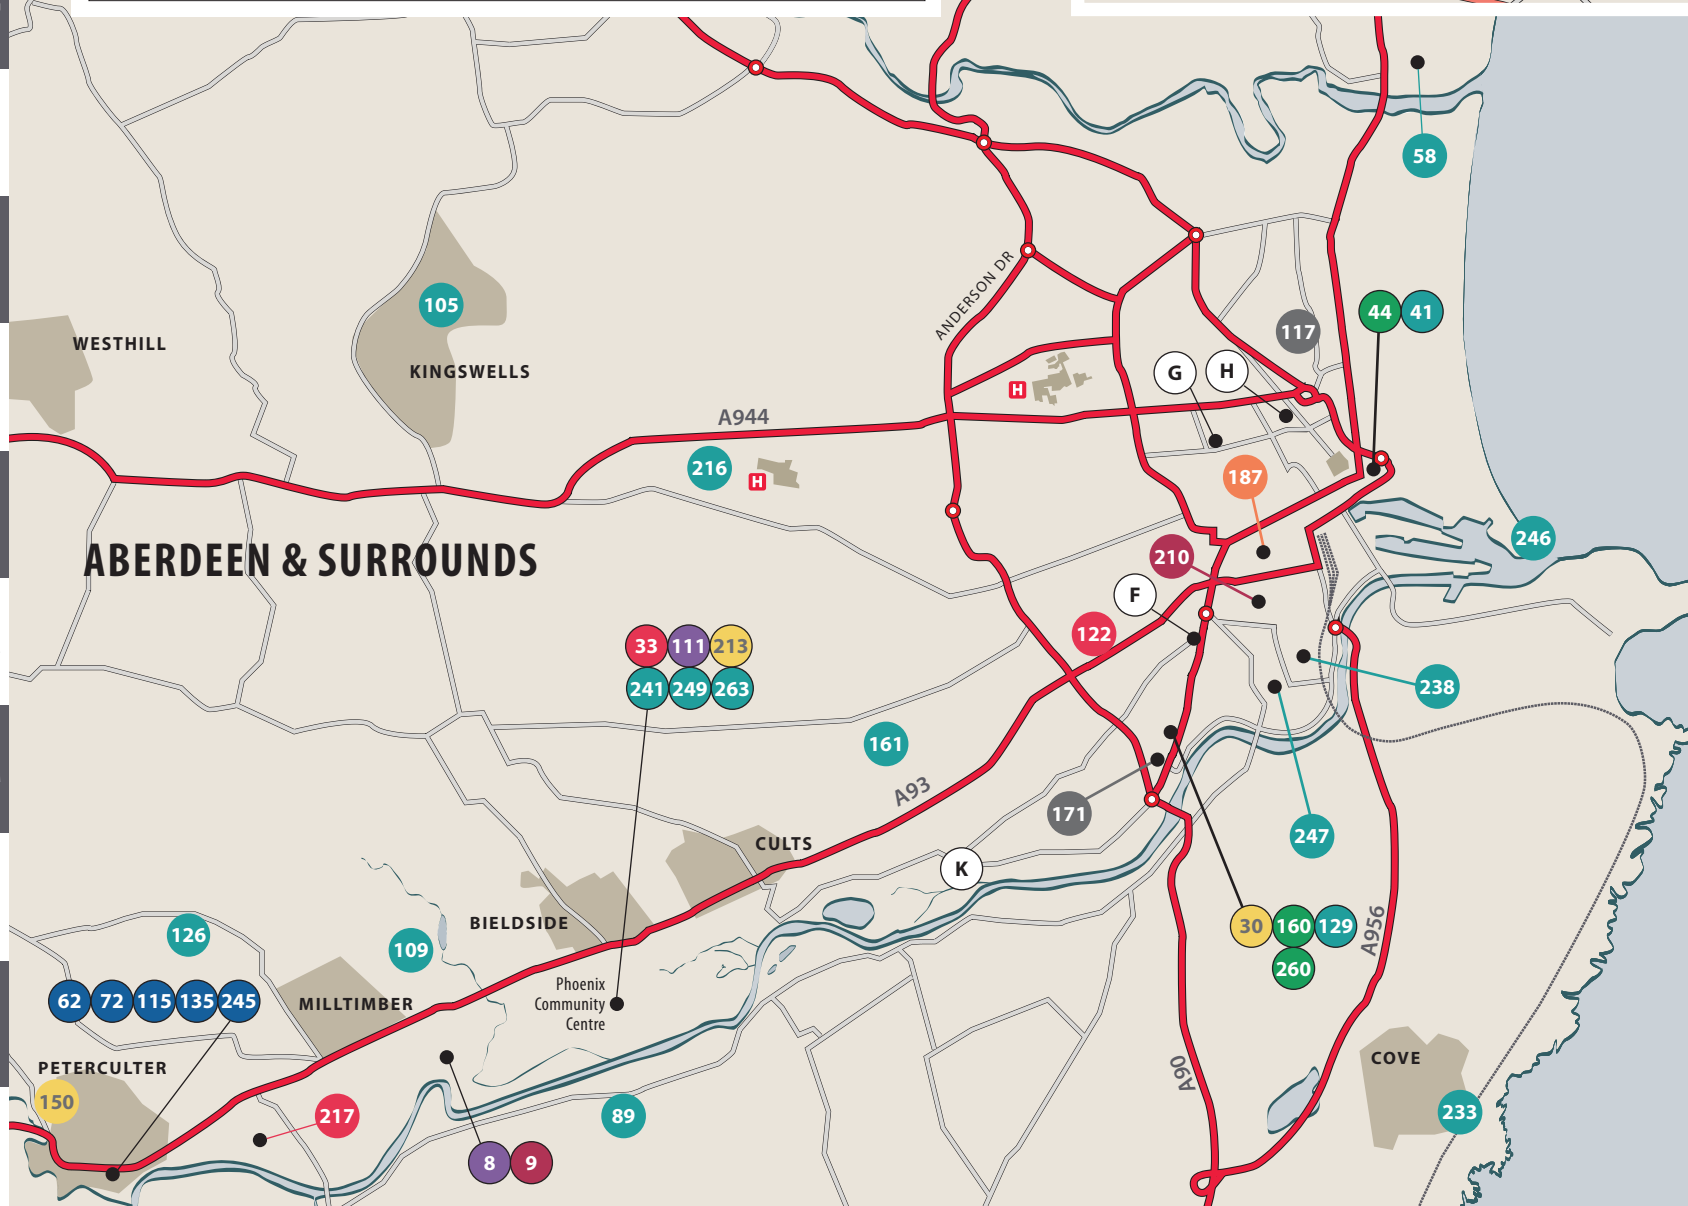 58
105
44 41
117
WESTHILL
KINGSWELLS
ANDERSON DR
G
H
H
A944
216
H
187
246
ABERDEEN & SURROUNDS
210
F
122
33 111 213
241 249 263
238
161
A93
171
247
CULTS
K
BIELDSIDE
30 160 129
260
A956
126
109
62 72 115 135 245
MILLTIMBER
Phoenix
Community
Centre
COVE
A90
PETERCULTER
150
217
89
233
8 9